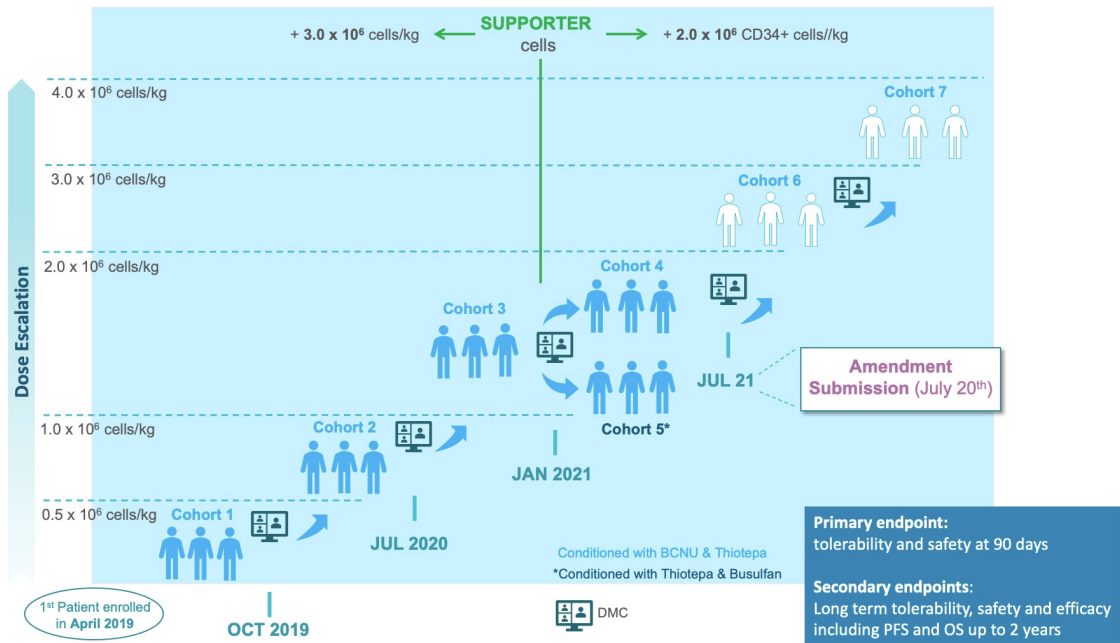 SUPPORTER
cells
+ 3.0 x 10⁶ cells/kg
+ 2.0 x 10⁶ CD34+ cells//kg
Dose Escalation
4.0 x 10⁶ cells/kg
Cohort 7
3.0 x 10⁶ cells/kg
Cohort 6
2.0 x 10⁶ cells/kg
Cohort 4
Cohort 3
JUL 21
Amendment
Submission (July 20th)
1.0 x 10⁶ cells/kg
Cohort 2
Cohort 5*
JAN 2021
0.5 x 10⁶ cells/kg
Cohort 1
JUL 2020
Conditioned with BCNU & Thiotepa
*Conditioned with Thiotepa & Busulfan
Primary endpoint:
tolerability and safety at 90 days
Secondary endpoints:
Long term tolerability, safety and efficacy
including PFS and OS up to 2 years
1st Patient enrolled
in April 2019
OCT 2019
DMC